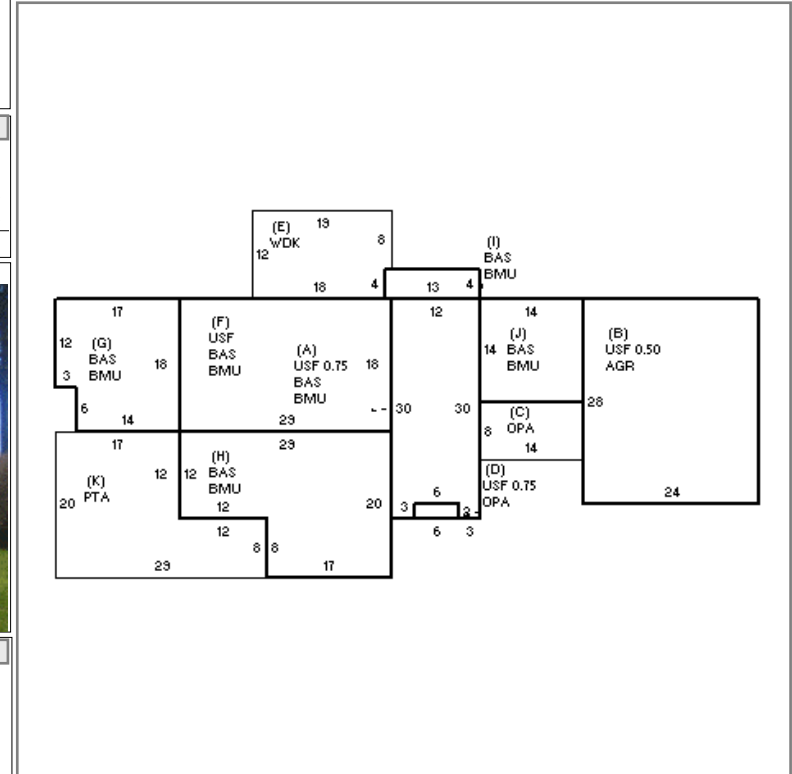 (E)
WDK
19
12
8
18
4
(I)
BAS
BMU
13
4
17
(G)
BAS
BMU
12
18
3
6
14
(F)
USF
BAS
BMU
(A)
USF 0.75
BAS
BMU
18
29
12
30
30
14
14
(J)
BAS
BMU
(C)
OPA
8
14
(B)
USF 0.50
AGR
28
24
(D)
USF 0.75
OPA
6
3
6
3
17
(K)
PTA
12
20
29
29
(H)
BAS
BMU
12
12
12
20
8
8
17